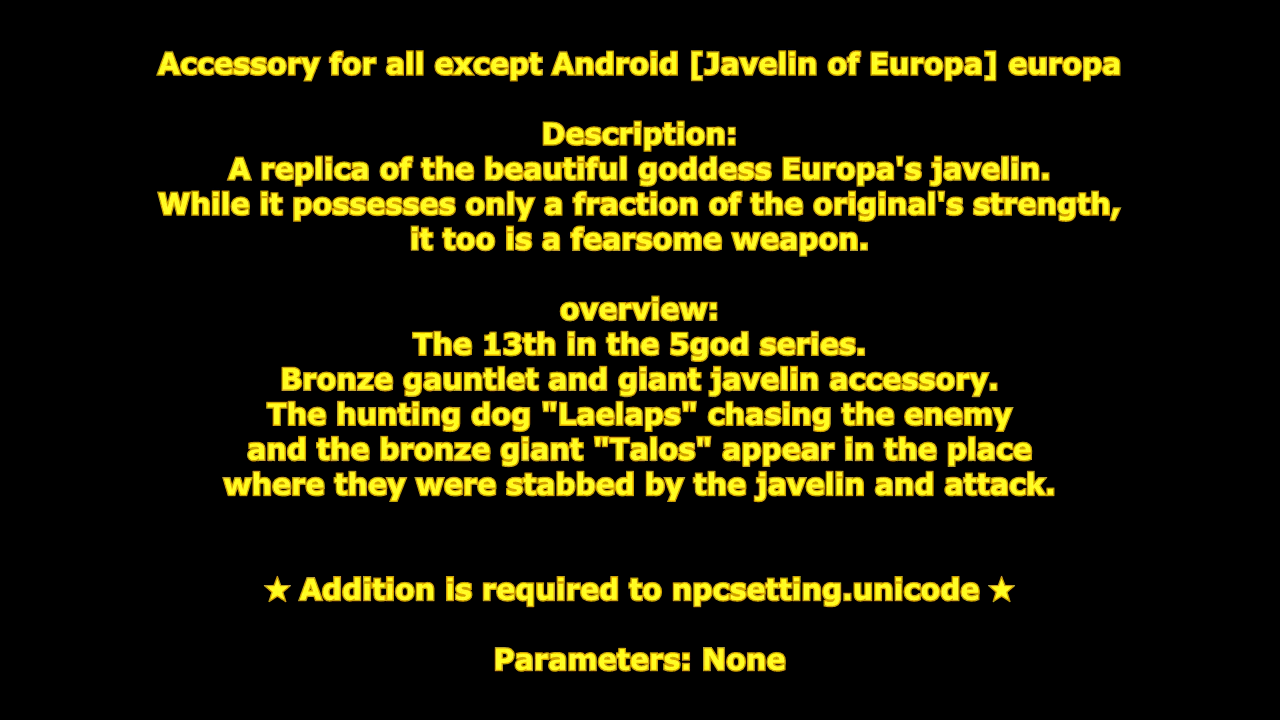 Accessory for all except Android [Javelin of Europa] europa
Description:
A replica of the beautiful goddess Europa's javelin.
While it possesses only a fraction of the original's strength,
it too is a fearsome weapon.
overview:
The 13th in the 5god series.
Bronze gauntlet and giant javelin accessory.
The hunting dog "Laelaps" chasing the enemy
and the bronze giant "Talos" appear in the place
where they were stabbed by the javelin and attack.
★ Addition is required to npcsetting.unicode ★
Parameters: None